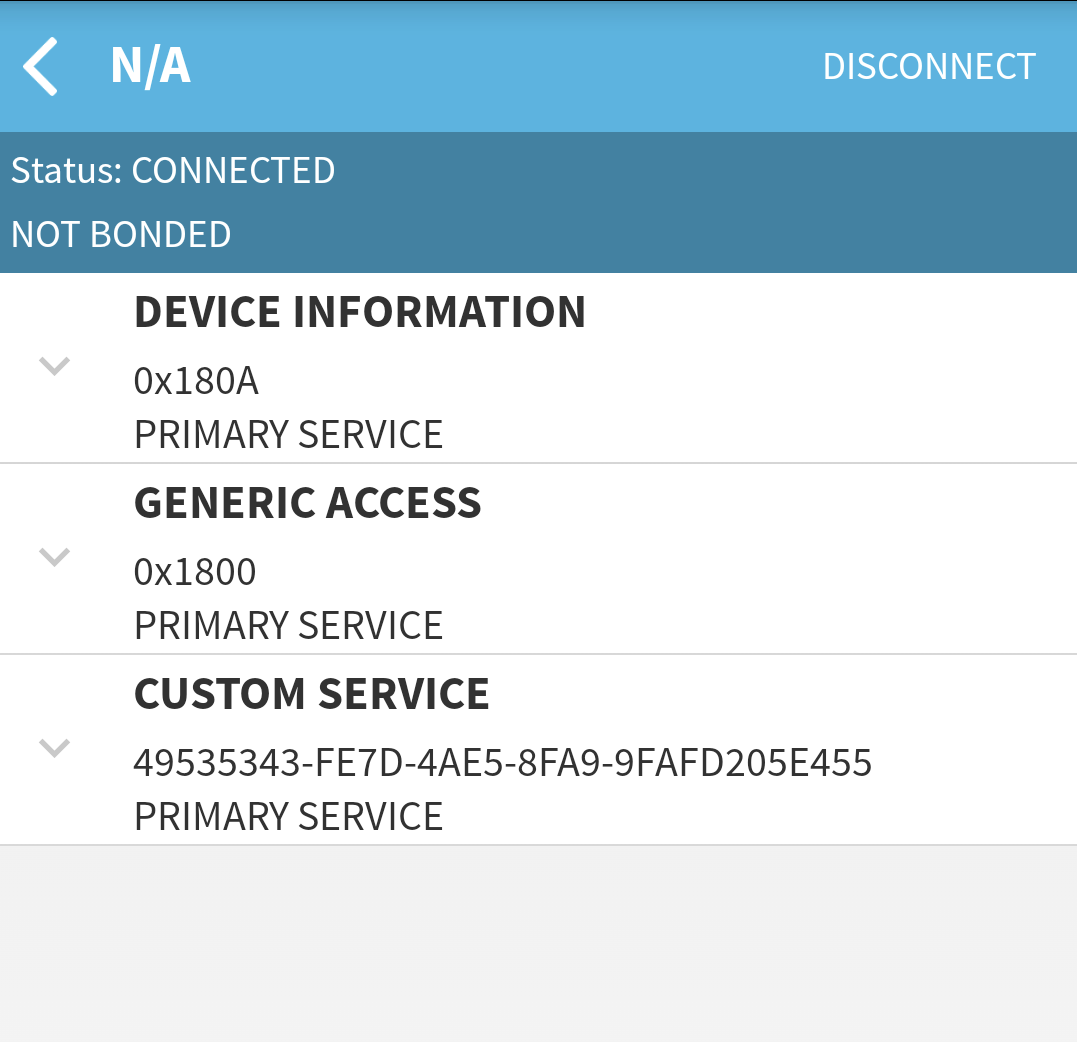 N/A
DISCONNECT
Status: CONNECTED
NOT BONDED
DEVICE INFORMATION
0x180A
PRIMARY SERVICE
GENERIC ACCESS
0x1800
PRIMARY SERVICE
CUSTOM SERVICE
49535343-FE7D-4AE5-8FA9-9FAFD205E455
PRIMARY SERVICE